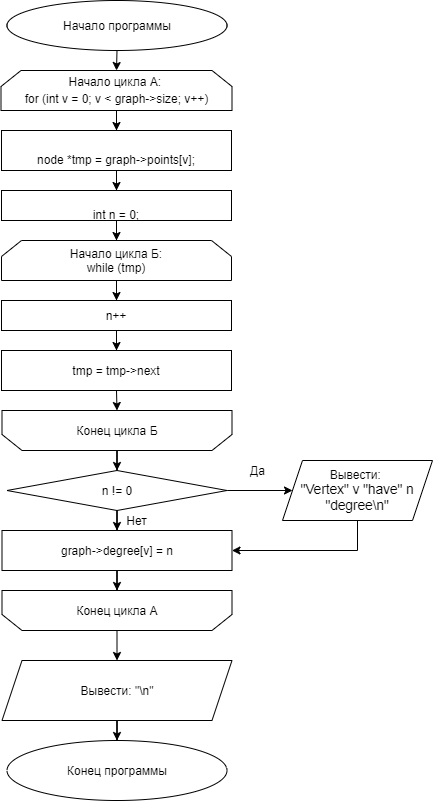 Начало программы
Начало цикла А:
for (int v = 0; v < graph->size; v++)
node *tmp = graph->points[v];
int n = 0;
Начало цикла Б:
while (tmp)
n++
tmp = tmp->next
Конец цикла Б
n != 0
Да
Вывести:
"Vertex" v "have" n
"degree\n"
Нет
graph->degree[v] = n
Конец цикла А
Вывести: "\n"
Конец программы